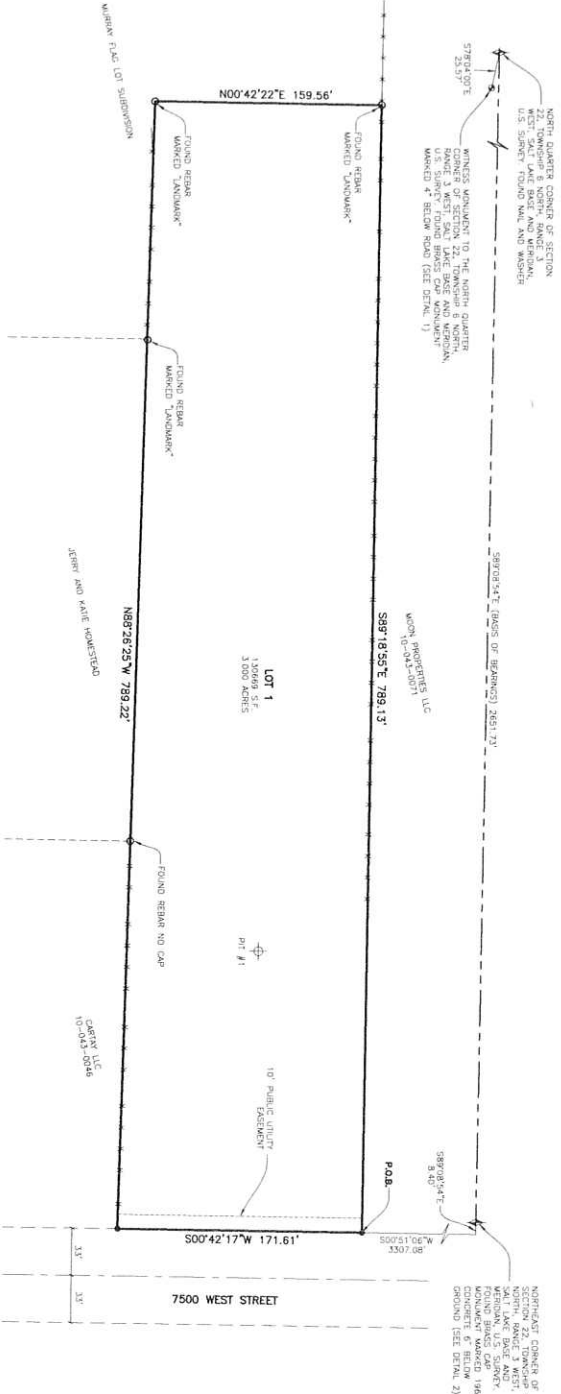 NORTH QUARTER CORNER OF SECTION
22, TOWNSHIP 6 NORTH, RANGE 3
WEST, SALT LAKE BASE AND MERIDIAN,
U.S. SURVEY. FOUND NAIL AND WASHER
S78°04'00"E
25.57'
WITNESS MONUMENT TO THE NORTH QUARTER
CORNER OF SECTION 22, TOWNSHIP 6 NORTH,
RANGE 3 WEST, SALT LAKE BASE AND MERIDIAN,
U.S. SURVEY. FOUND BRASS CAP MONUMENT
MARKED 4" BELOW ROAD (SEE DETAIL 1)
S89°08'54"E (BASIS OF BEARINGS) 2651.73'
NORTHEAST CORNER OF
SECTION 22, TOWNSHIP
NORTH, RANGE 3 WEST,
SALT LAKE BASE AND
MERIDIAN, U.S. SURVEY.
FOUND BRASS CAP
MONUMENT MARKED 196
CONCRETE 6" BELOW
GROUND (SEE DETAIL 2)
S89°08'54"E
8.40'
S00°51'06"W
3307.08'
P.O.B.
MURRAY FLAG LOT SUBDIVISION
N00°42'22"E 159.56'
FOUND REBAR
MARKED "LANDMARK"
FOUND REBAR
MARKED "LANDMARK"
FOUND REBAR
MARKED "LANDMARK"
MOON PROPERTIES LLC
10-043-0071
S89°18'55"E 789.13'
LOT 1
130669 S.F.
3.000 ACRES
N88°26'25"W 789.22'
JERRY AND KATIE HOMESTEAD
FOUND REBAR NO CAP
PIT #1
10' PUBLIC UTILITY
EASEMENT
CARTAY LLC
10-043-0046
S00°42'17"W 171.61'
33'
33'
7500 WEST STREET